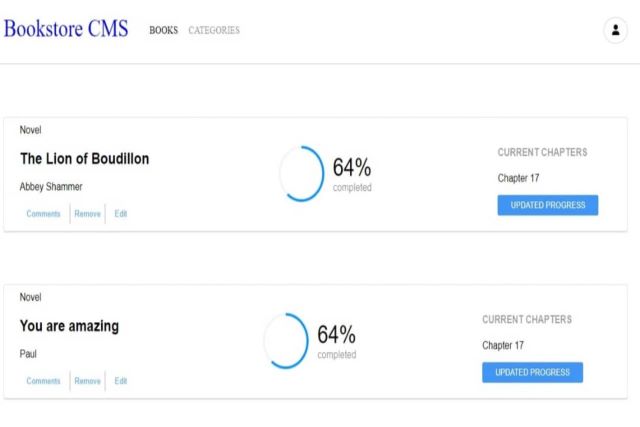 Bookstore CMS BOOKS CATEGORIES
Novel
The Lion of Boudillon
Abbey Shammer
Comments Remove Edit
64%
completed
CURRENT CHAPTERS
Chapter 17
UPDATED PROGRESS
Novel
You are amazing
Paul
Comments Remove Edit
64%
completed
CURRENT CHAPTERS
Chapter 17
UPDATED PROGRESS